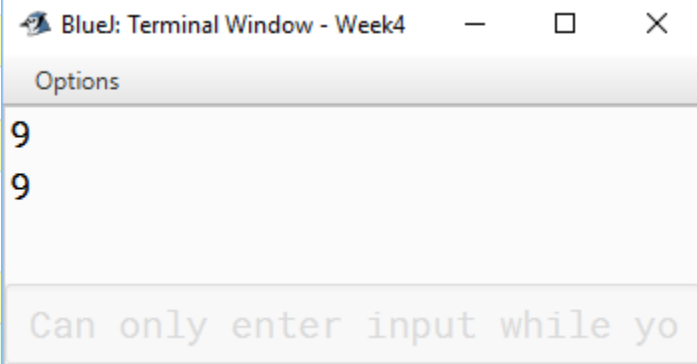 BlueJ: Terminal Window - Week4
Options
9
9
Can only enter input while yo